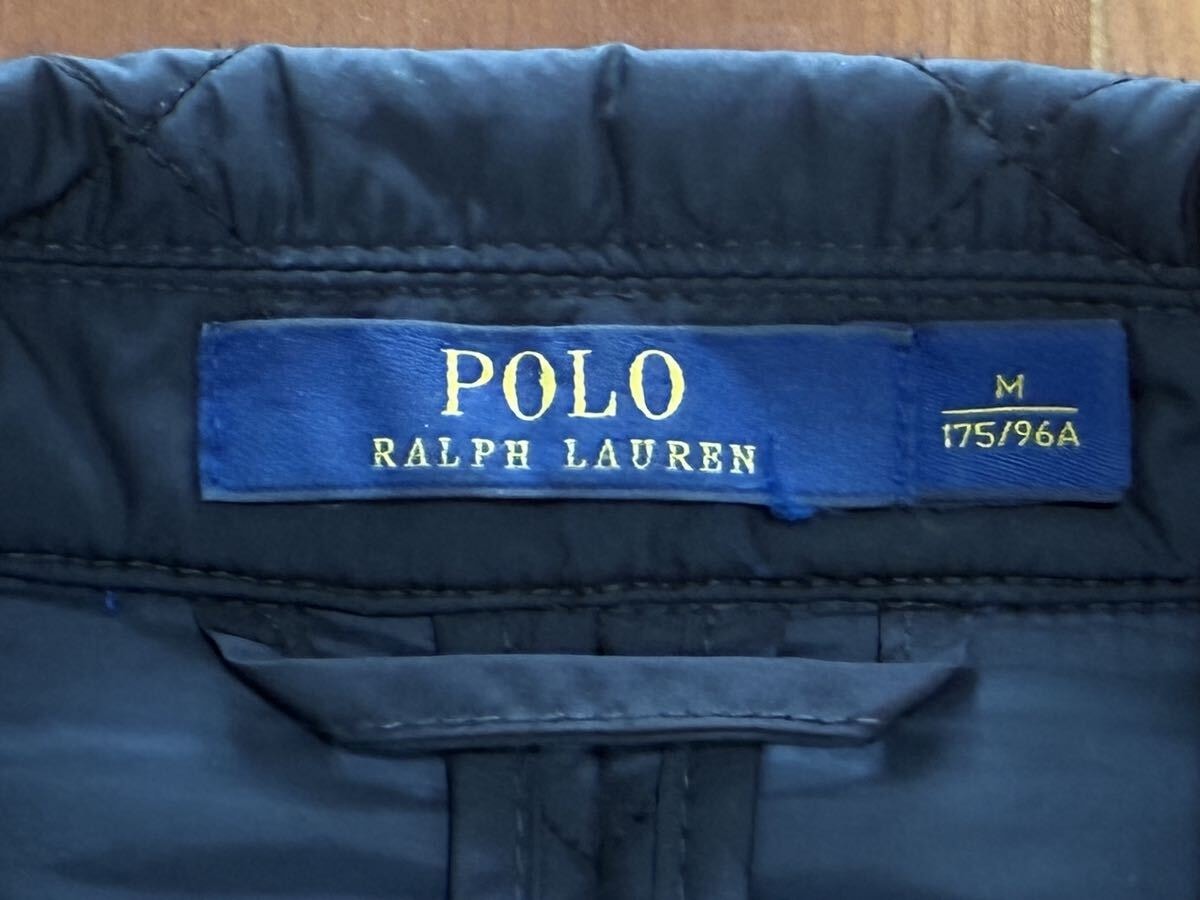 POLO
RALPH LAUREN
M
175/96A